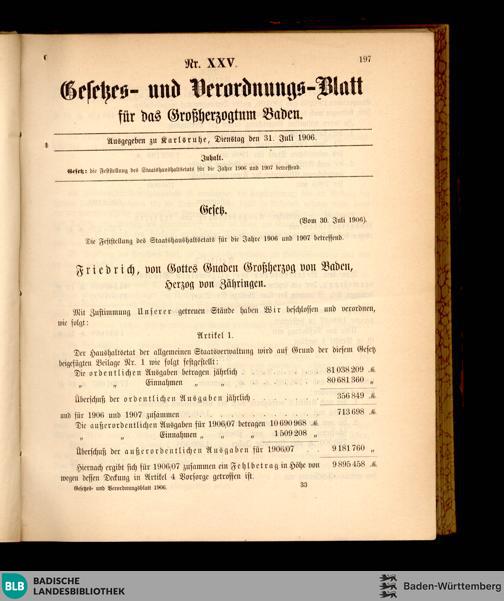 Nr. XXV. 197
Gesetzes- und Verordnungs-Blatt
für das Großherzogtum Baden.
Ausgegeben zu Karlsruhe, Dienstag den 31. Juli 1906.
Inhalt.
Gesetz: die Feststellung des Staatshaushaltsetats für die Jahre 1906 und 1907 betreffend.
Gesetz.
(Vom 30. Juli 1906).
Die Feststellung des Staatshaushaltsetats für die Jahre 1906 und 1907 betreffend.
Friedrich, von Gottes Gnaden Großherzog von Baden,
Herzog von Zähringen.
Mit Zustimmung Unserer getreuen Stände haben Wir beschlossen und verordnen,
wie folgt:
Artikel 1.
Der Haushaltsetat der allgemeinen Staatsverwaltung wird auf Grund der diesem Gesetz
beigefügten Beilage Nr. 1 wie folgt festgestellt:
Die ordentlichen Ausgaben betragen jährlich . . . . . . . 81 038 209 ℳ
„ „ Einnahmen „ „ . . . . . . . 80 681 360 „
Überschuß der ordentlichen Ausgaben jährlich . . . . . . . 356 849 ℳ
und für 1906 und 1907 zusammen . . . . . . . 713 698 ℳ
Die außerordentlichen Ausgaben für 1906/07 betragen 10 690 968 ℳ
„ „ Einnahmen „ „ „ 1 509 208 „
Überschuß der außerordentlichen Ausgaben für 1906/07 . . . 9 181 760 „
Hiernach ergibt sich für 1906/07 zusammen ein Fehlbetrag in Höhe von 9 895 458 ℳ
wegen dessen Deckung in Artikel 4 Vorsorge getroffen ist.
Gesetzes- und Verordnungsblatt 1906. 33
BLB BADISCHE
LANDESBIBLIOTHEK
Baden-Württemberg